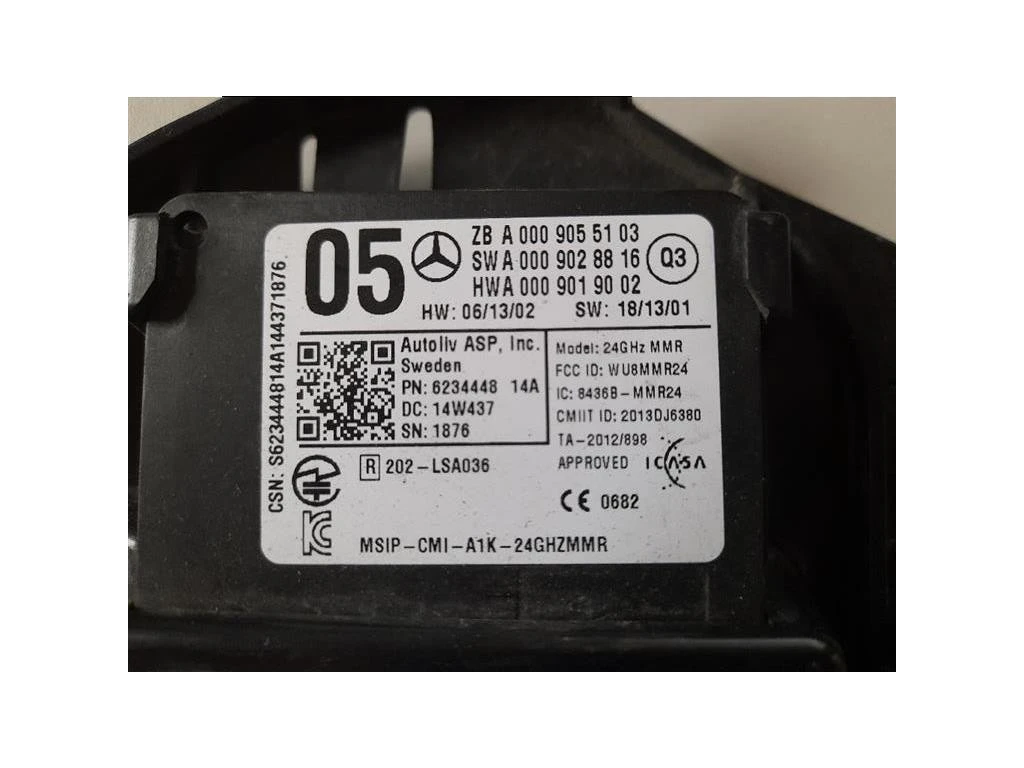 05
ZB A 000 905 51 03
SW A 000 902 88 16
HW A 000 901 90 02
Q3
HW: 06/13/02 SW: 18/13/01
CSN: S623444814A144371876
Autoliv ASP, Inc.
Sweden
PN: 6234448 14A
DC: 14W437
SN: 1876
Model: 24GHz MMR
FCC ID: WU8MMR24
IC: 8436B-MMR24
CMIIT ID: 2013DJ6380
TA-2012/898
APPROVED ICASA
R 202-LSA036
CE 0682
MSIP-CMI-A1K-24GHZMMR